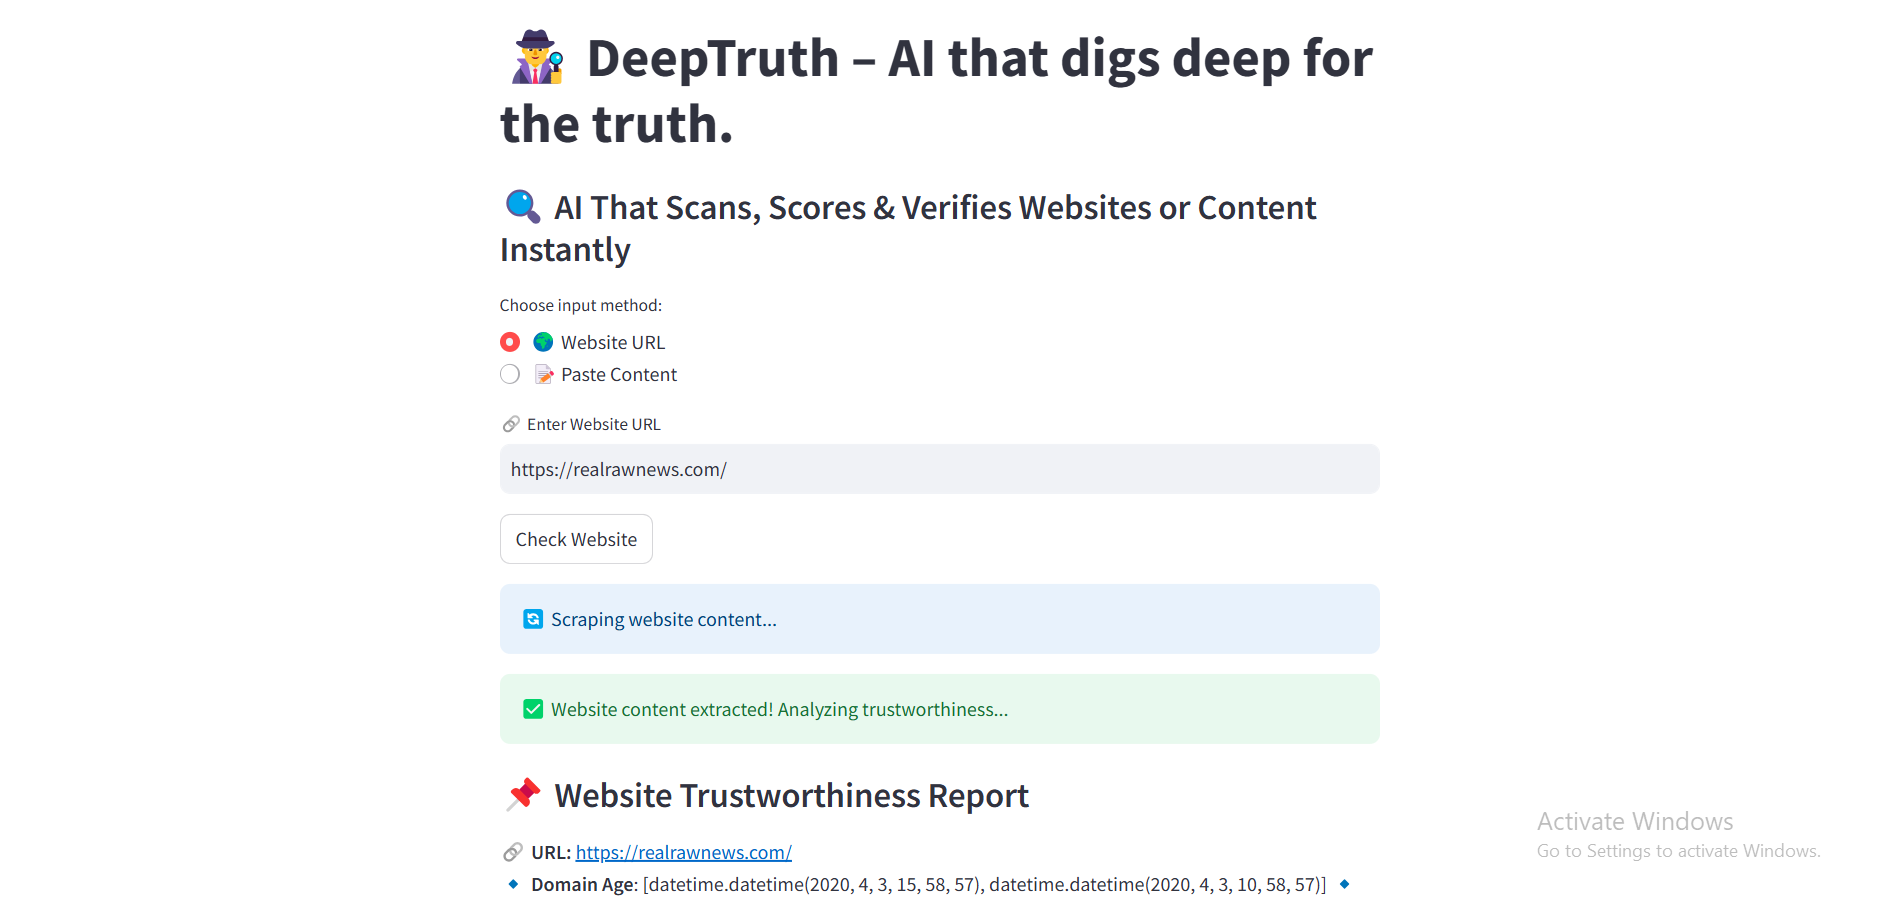 DeepTruth – AI that digs deep for
the truth.
AI That Scans, Scores & Verifies Websites or Content
Instantly
Choose input method:
Website URL
Paste Content
Enter Website URL
https://realrawnews.com/
Check Website
Scraping website content...
Website content extracted! Analyzing trustworthiness...
Website Trustworthiness Report
URL: https://realrawnews.com/
Domain Age: [datetime.datetime(2020, 4, 3, 15, 58, 57), datetime.datetime(2020, 4, 3, 10, 58, 57)]
Activate Windows
Go to Settings to activate Windows.